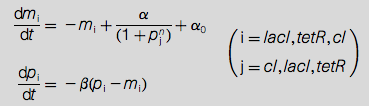 dmᵢ/dt = −mᵢ + α/(1 + pⱼⁿ) + α₀
dpᵢ/dt = −β(pᵢ − mᵢ)
(i = lacI,tetR,cI
j = cI,lacI,tetR)